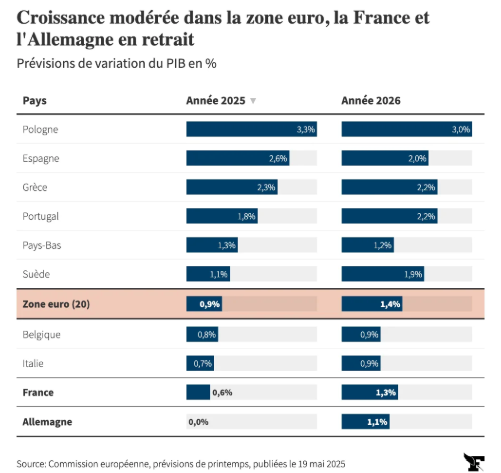 Croissance modérée dans la zone euro, la France et
l'Allemagne en retrait
Prévisions de variation du PIB en %
Pays Année 2025 ▼ Année 2026
Pologne 3,3% 3,0%
Espagne 2,6% 2,0%
Grèce 2,3% 2,2%
Portugal 1,8% 2,2%
Pays-Bas 1,3% 1,2%
Suède 1,1% 1,9%
Zone euro (20) 0,9% 1,4%
Belgique 0,8% 0,9%
Italie 0,7% 0,9%
France 0,6% 1,3%
Allemagne 0,0% 1,1%
Source: Commission européenne, prévisions de printemps, publiées le 19 mai 2025